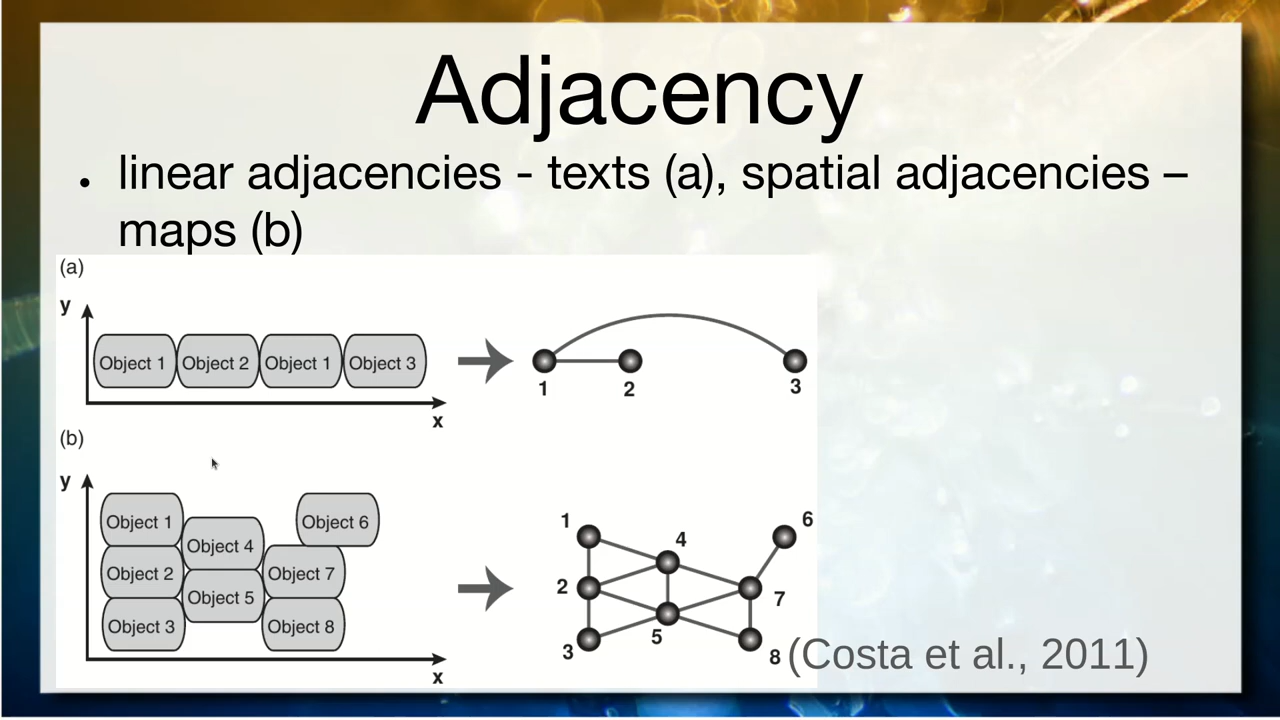 Adjacency
• linear adjacencies - texts (a), spatial adjacencies –
maps (b)
(a)
y
Object 1 Object 2 Object 1 Object 3
x
1 2 3
(b)
y
Object 1
Object 2
Object 3
Object 4
Object 5
Object 6
Object 7
Object 8
x
1
2
3
4
5
6
7
8
(Costa et al., 2011)